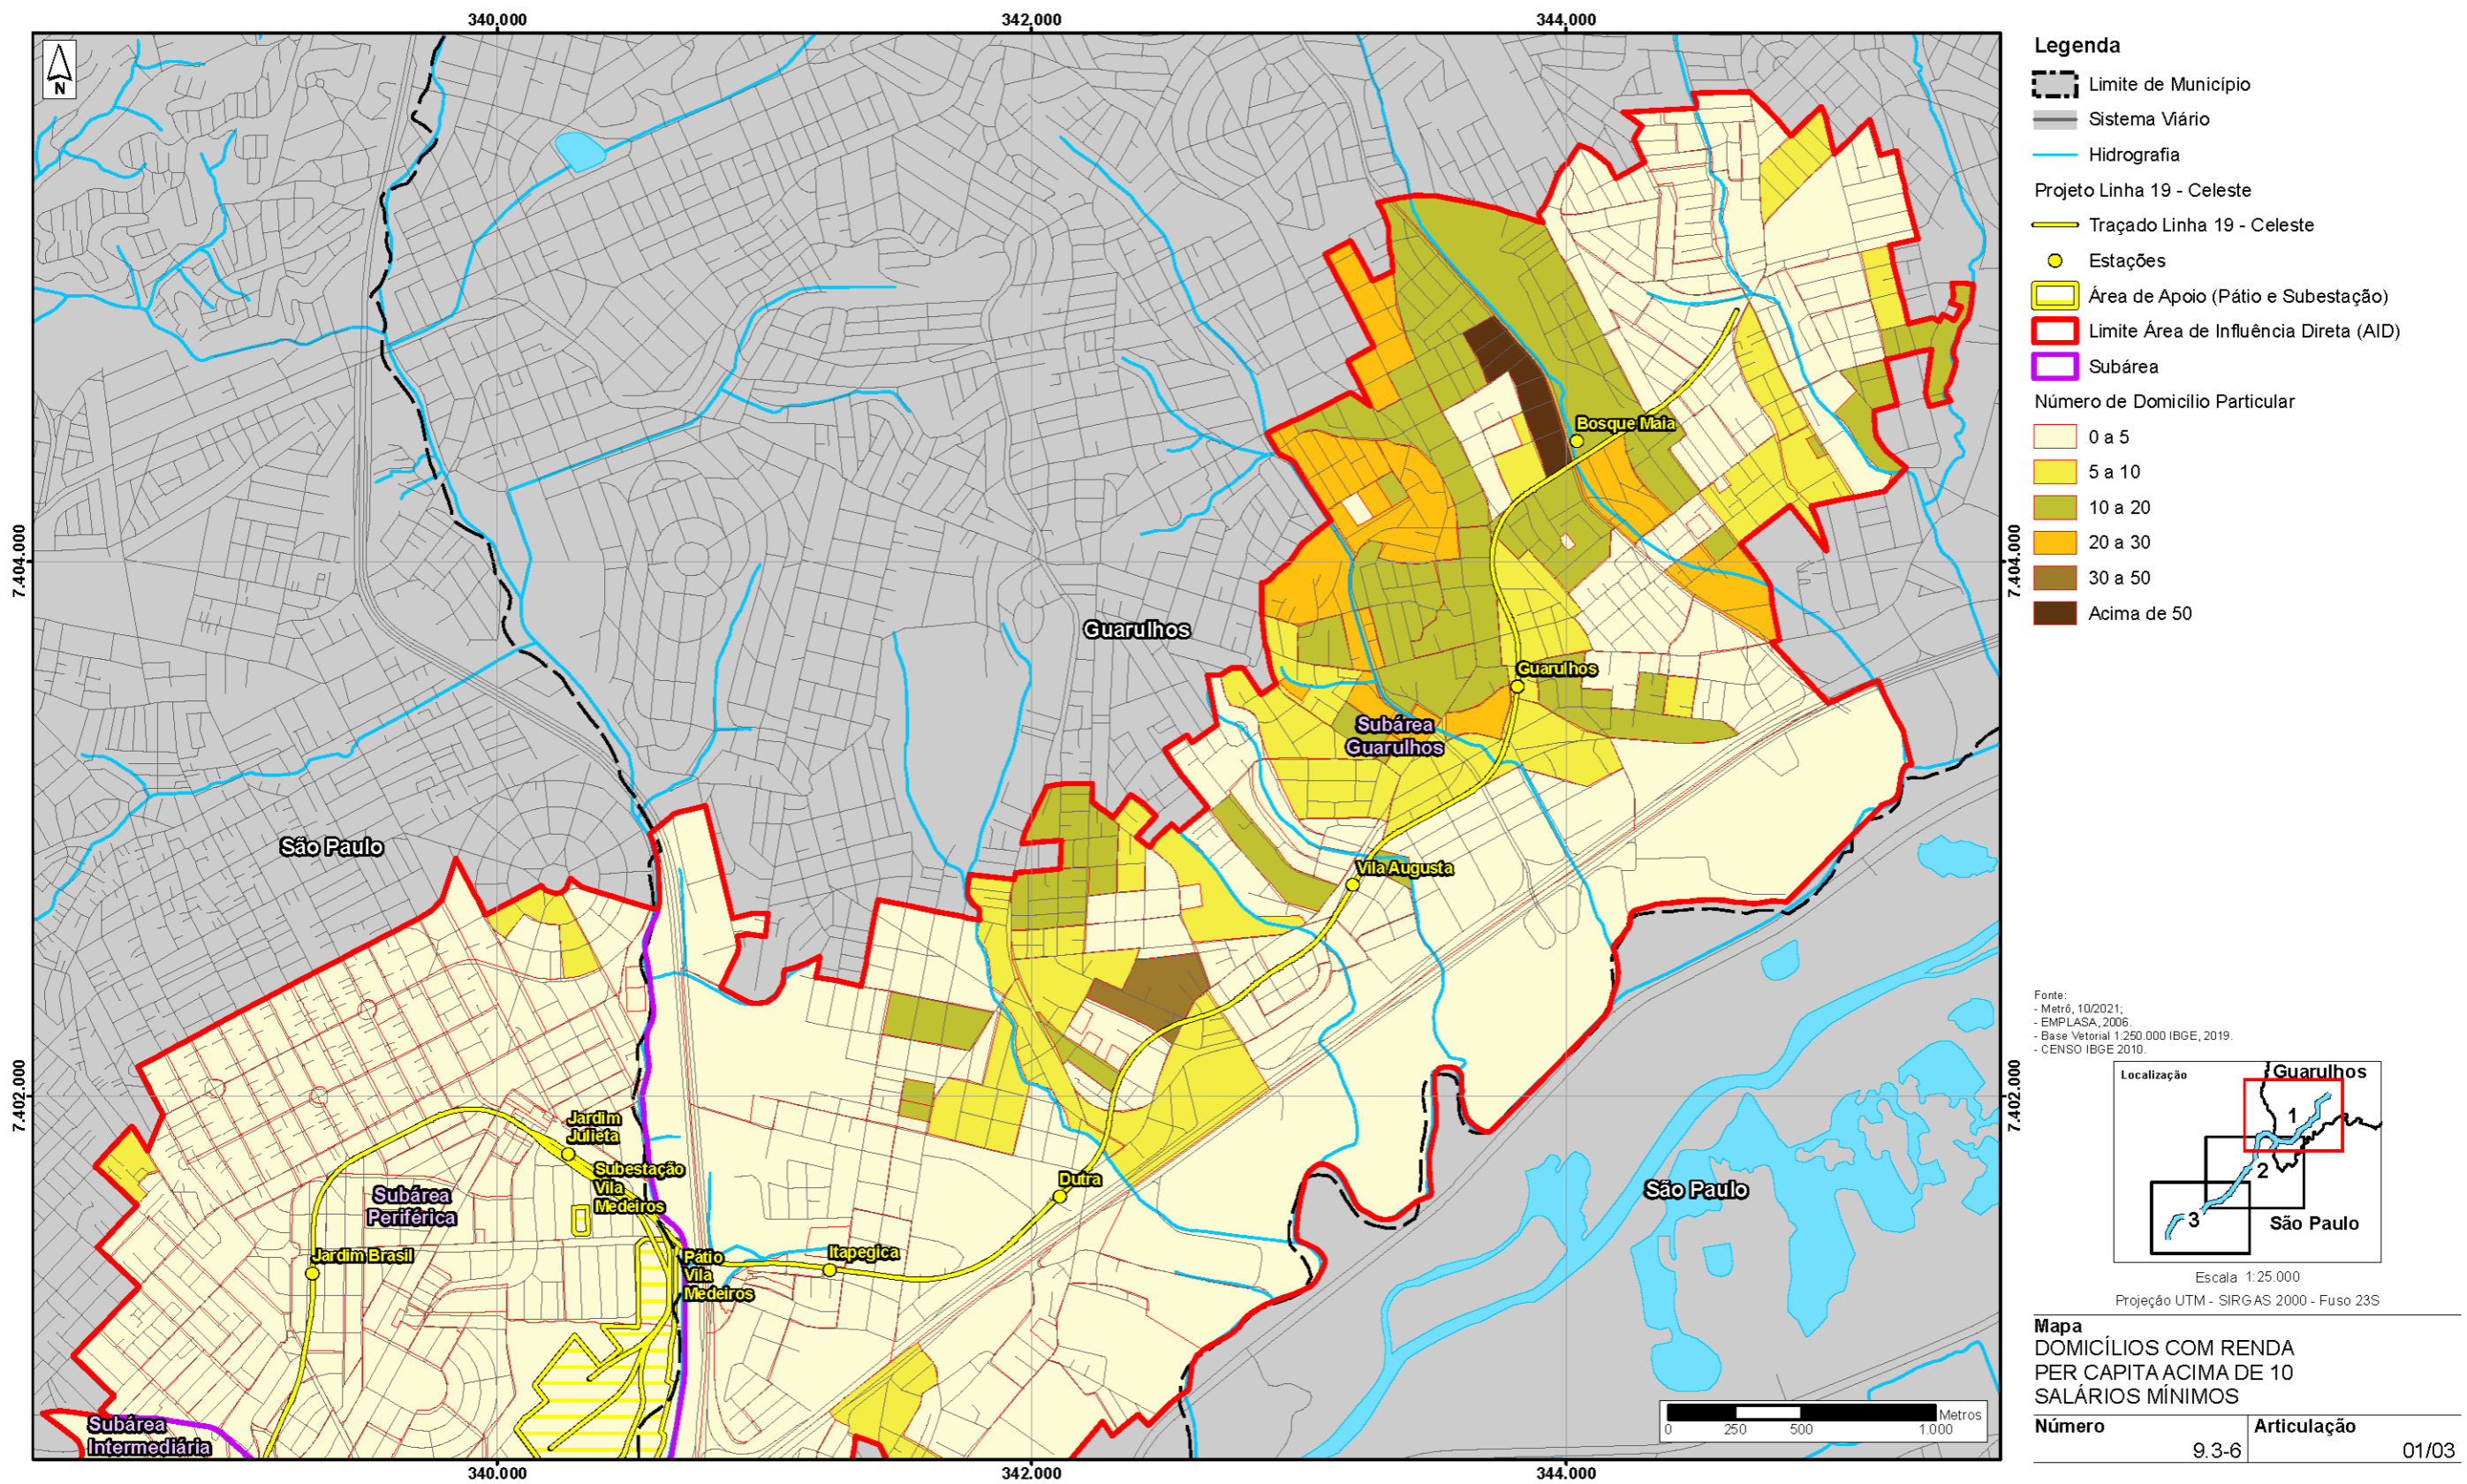 340.000
342.000
344.000
N
7.404.000
7.402.000
Guarulhos
São Paulo
Bosque Maia
Guarulhos
Subárea
Guarulhos
Vila Augusta
Jardim
Julieta
Subestação
Vila
Medeiros
Subárea
Periférica
Jardim Brasil
Pátio
Vila
Medeiros
Itapegica
Dutra
São Paulo
Subárea
Intermediária
7.404.000
7.402.000
0
250
500
1.000
Metros
340.000
342.000
344.000
Legenda
Limite de Município
Sistema Viário
Hidrografia
Projeto Linha 19 - Celeste
Traçado Linha 19 - Celeste
Estações
Área de Apoio (Pátio e Subestação)
Limite Área de Influência Direta (AID)
Subárea
Número de Domicílio Particular
0 a 5
5 a 10
10 a 20
20 a 30
30 a 50
Acima de 50
Fonte:
- Metrô, 10/2021;
- EMPLASA, 2006.
- Base Vetorial 1:250.000 IBGE, 2019.
- CENSO IBGE 2010.
Localização
Guarulhos
1
2
3
São Paulo
Escala 1:25.000
Projeção UTM - SIRGAS 2000 - Fuso 23S
Mapa
DOMICÍLIOS COM RENDA
PER CAPITA ACIMA DE 10
SALÁRIOS MÍNIMOS
Número
9.3-6
Articulação
01/03